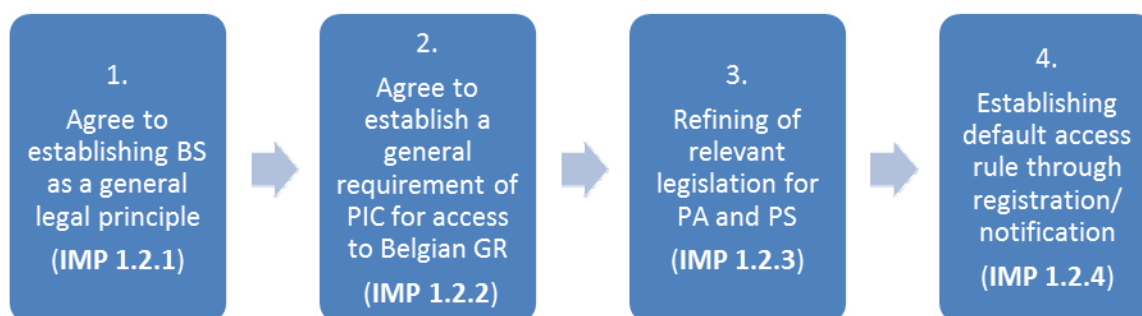 1.
Agree to
establishing BS
as a general
legal principle
(IMP 1.2.1)
2.
Agree to
establish a
general
requirement of
PIC for access
to Belgian GR
(IMP 1.2.2)
3.
Refining of
relevant
legislation for
PA and PS
(IMP 1.2.3)
4.
Establishing
default access
rule through
registration/
notification
(IMP 1.2.4)